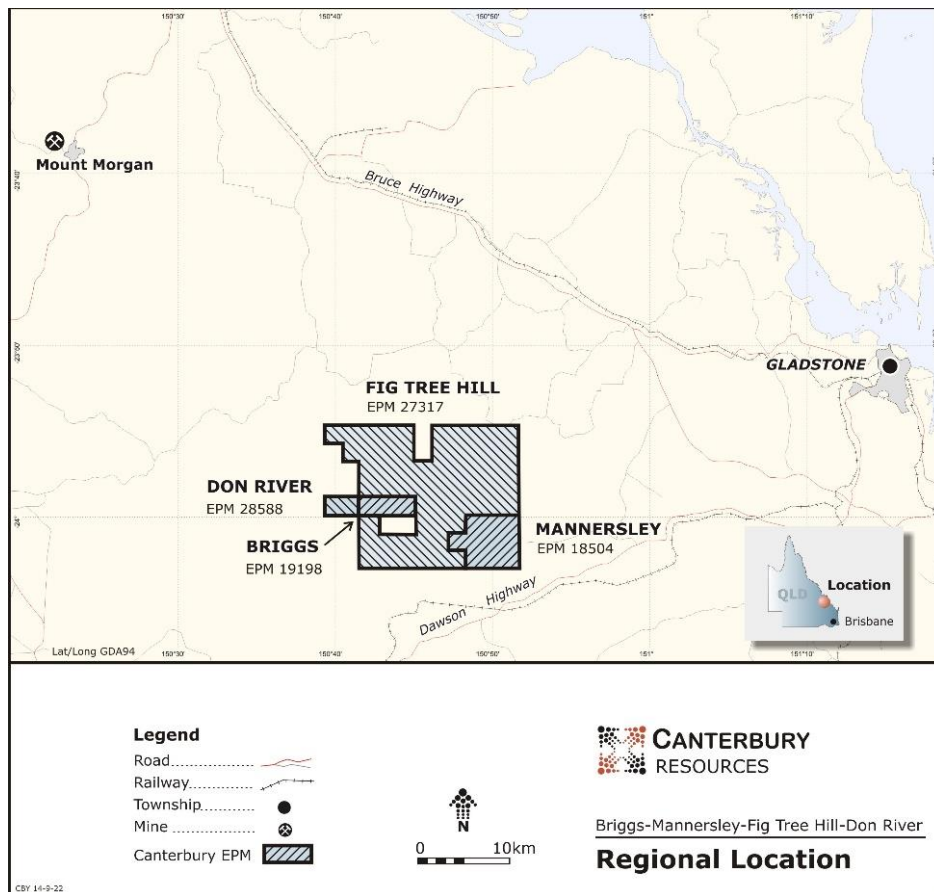 150°30'
150°40'
150°50'
151°
151°10'
Mount Morgan
-23°40'
Bruce Highway
-23°50'
GLADSTONE
FIG TREE HILL
EPM 27317
DON RIVER
EPM 28588
-24°
BRIGGS
EPM 19198
MANNERSLEY
EPM 18504
Dawson Highway
QLD
Location
Brisbane
Lat/Long GDA94
150°30'
150°40'
150°50'
151°
151°10'
Legend
Road
Railway
Township
Mine
Canterbury EPM
N
0 10km
CANTERBURY
RESOURCES
Briggs-Mannersley-Fig Tree Hill-Don River
Regional Location
CBY 14-9-22